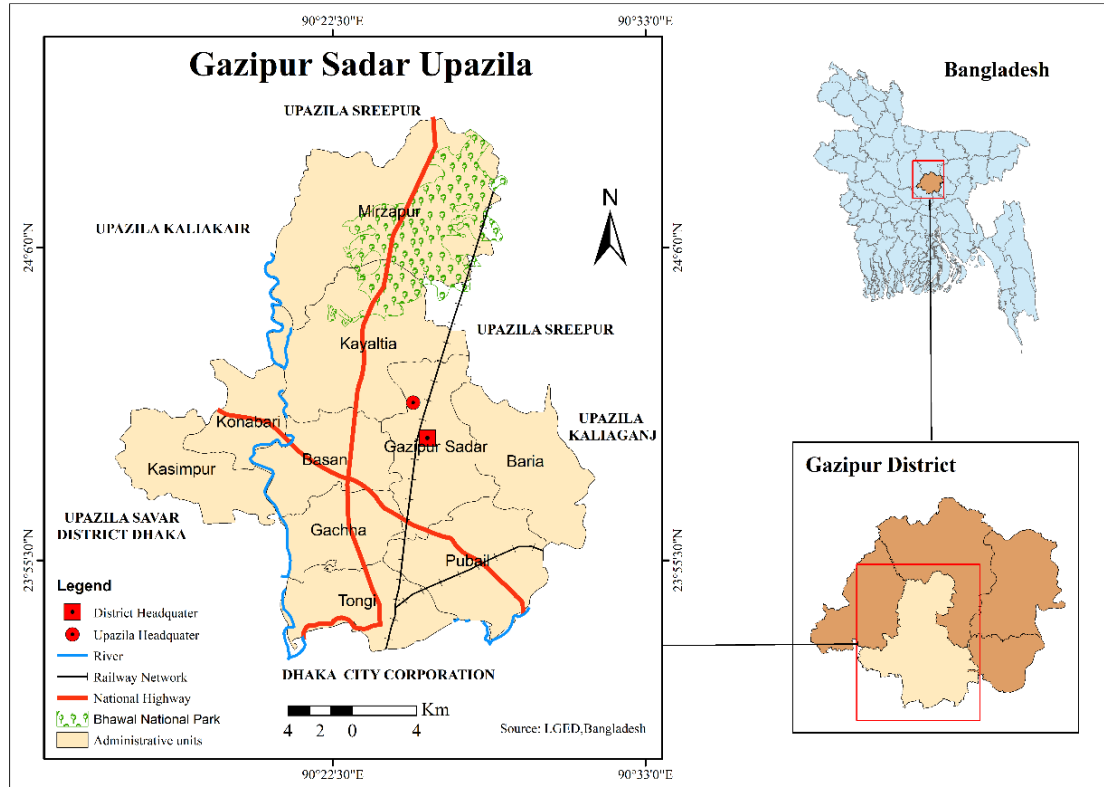 90°22'30"E
90°33'0"E
Gazipur Sadar Upazila
UPAZILA SREEPUR
Mirzapur
UPAZILA KALIAKAIR
N
24°6'0"N
24°6'0"N
UPAZILA SREEPUR
Kayaltia
UPAZILA
KALIAGANJ
Konabari
Gazipur Sadar
Basan
Baria
Kasimpur
UPAZILA SAVAR
DISTRICT DHAKA
Gachna
Pubail
23°55'30"N
23°55'30"N
Tongi
Legend
District Headquater
Upazila Headquater
River
Railway Network
National Highway
Bhawal National Park
Administrative units
DHAKA CITY CORPORATION
Km
4 2 0 4
Source: LGED,Bangladesh
90°22'30"E
90°33'0"E
Bangladesh
Gazipur District